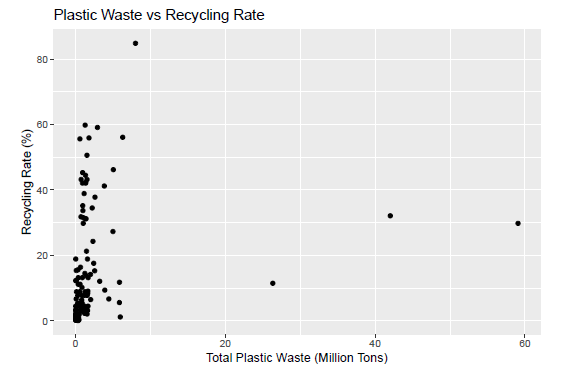 Plastic Waste vs Recycling Rate
80
60
40
20
0
Recycling Rate (%)
0 20 40 60
Total Plastic Waste (Million Tons)